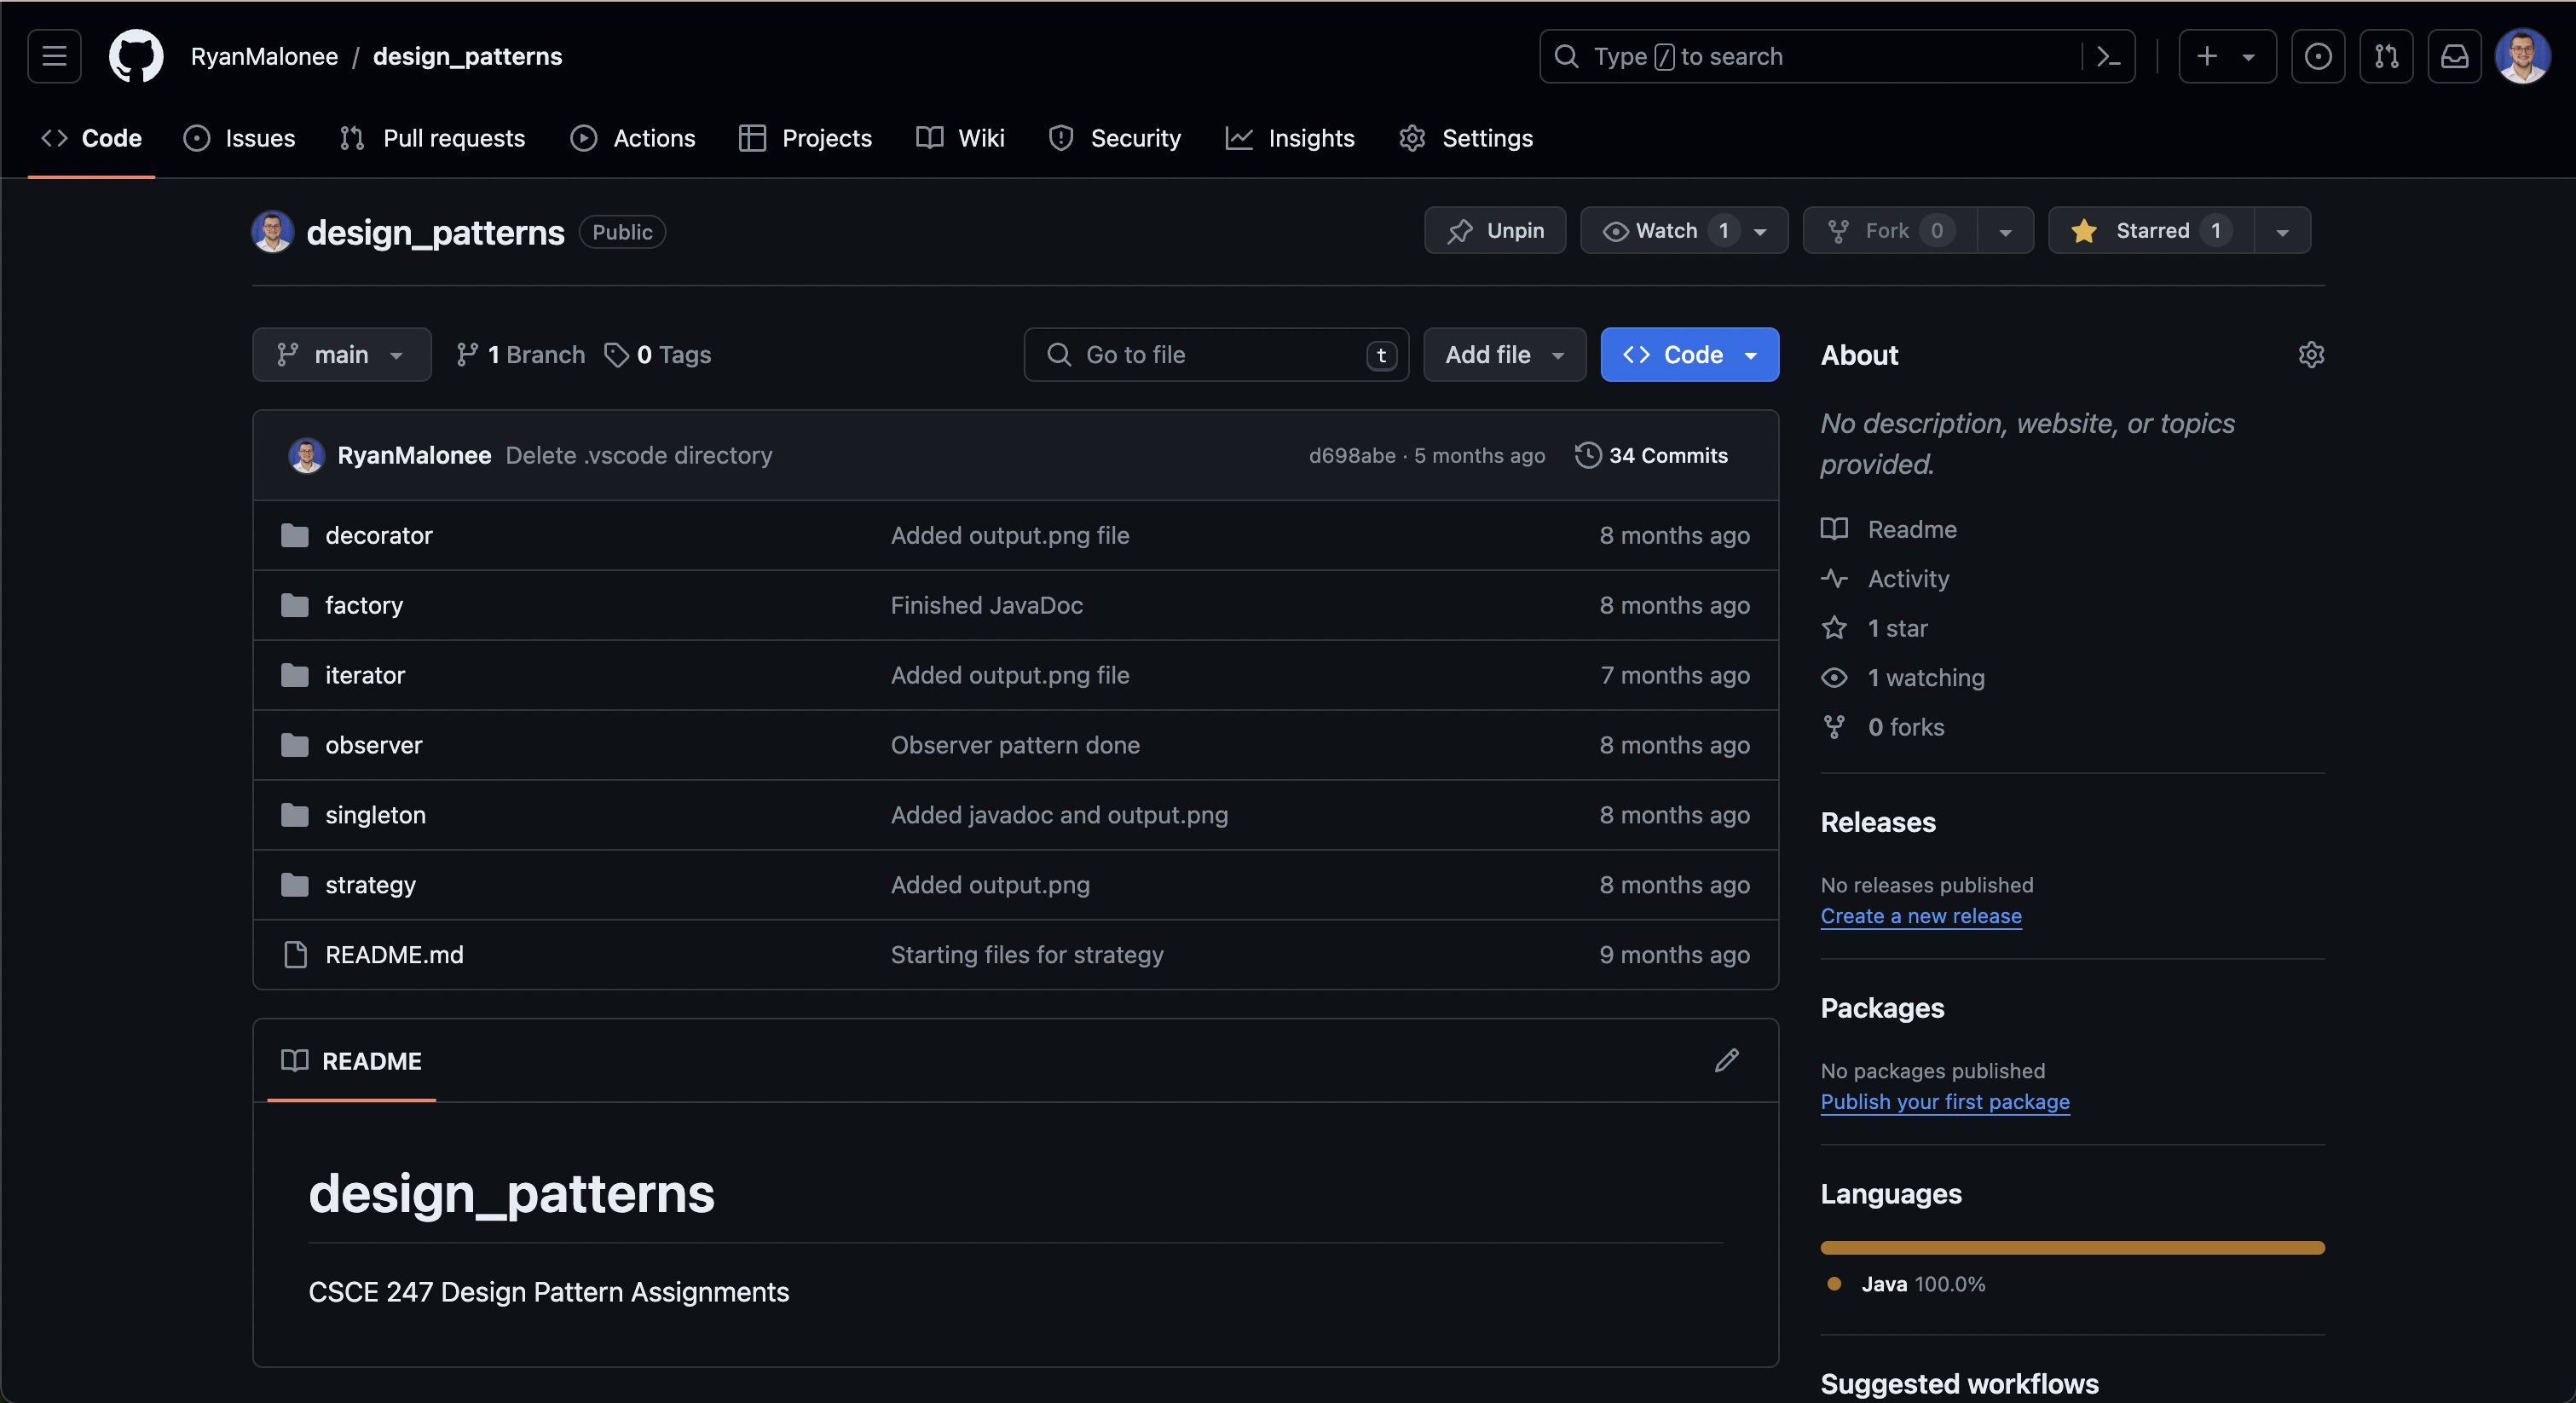 RyanMalonee / design_patterns
Type / to search
Code Issues Pull requests Actions Projects Wiki Security Insights Settings
design_patterns Public
Unpin Watch 1 Fork 0 Starred 1
main 1 Branch 0 Tags
Go to file t Add file Code
RyanMalonee Delete .vscode directory d698abe · 5 months ago 34 Commits
decorator Added output.png file 8 months ago
factory Finished JavaDoc 8 months ago
iterator Added output.png file 7 months ago
observer Observer pattern done 8 months ago
singleton Added javadoc and output.png 8 months ago
strategy Added output.png 8 months ago
README.md Starting files for strategy 9 months ago
README
design_patterns
CSCE 247 Design Pattern Assignments
About
No description, website, or topics
provided.
Readme
Activity
1 star
1 watching
0 forks
Releases
No releases published
Create a new release
Packages
No packages published
Publish your first package
Languages
Java 100.0%
Suggested workflows